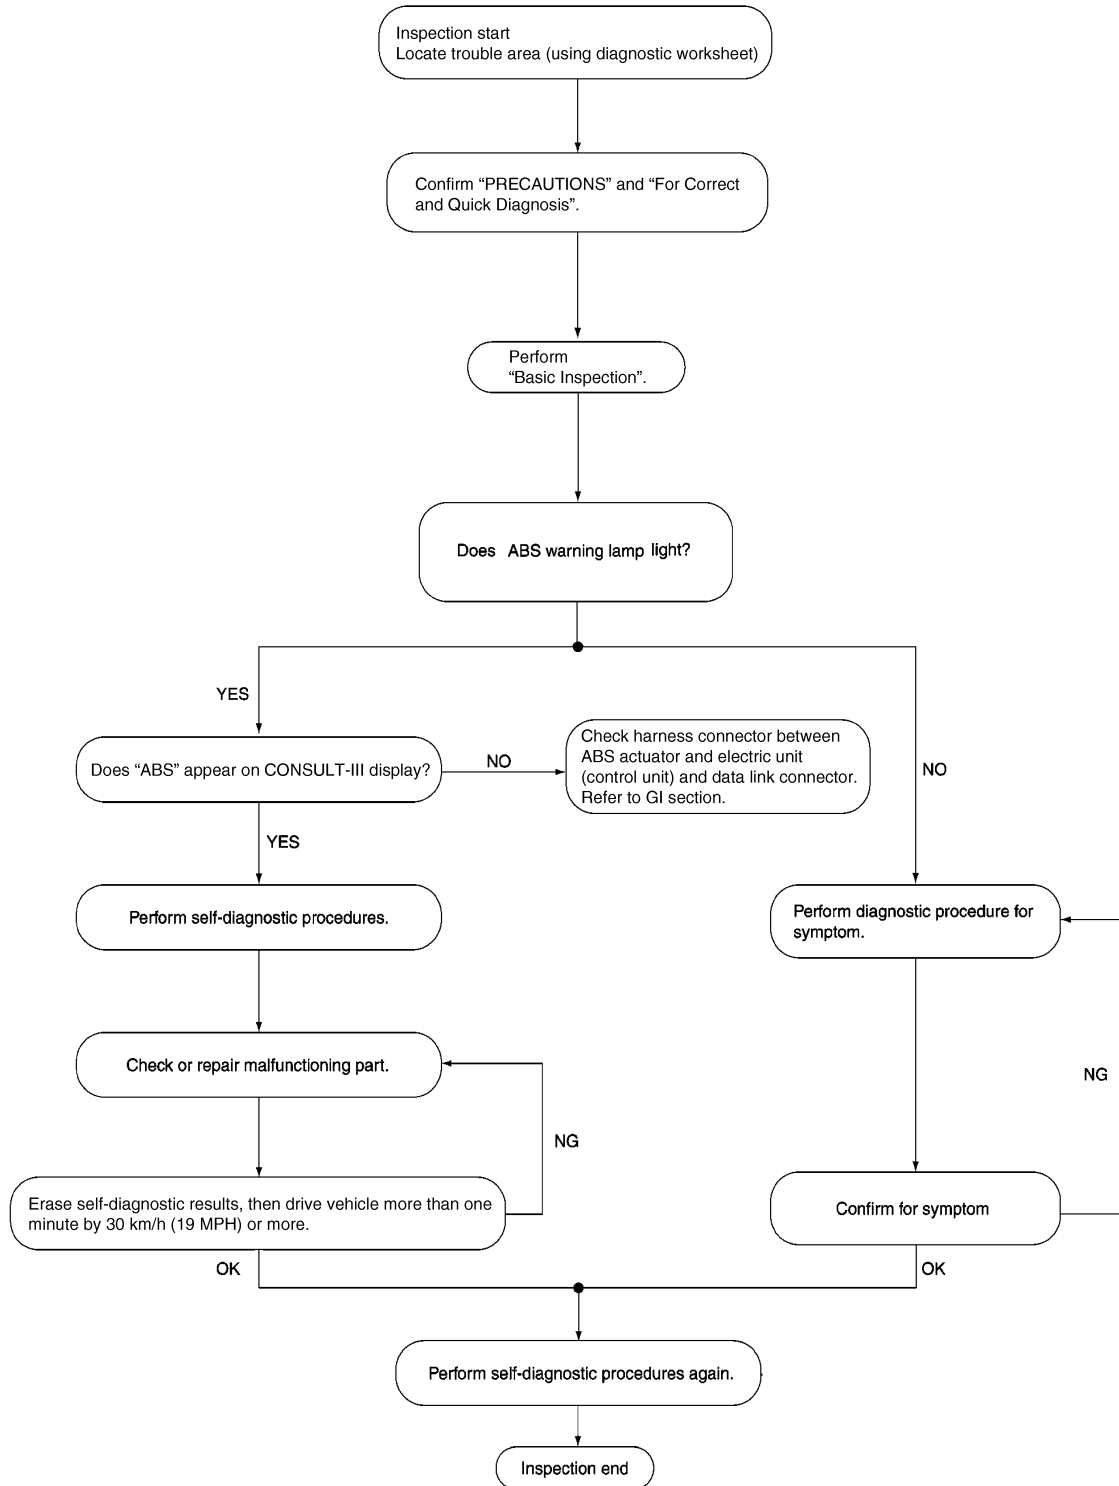 Inspection start
Locate trouble area (using diagnostic worksheet)
Confirm “PRECAUTIONS” and “For Correct
and Quick Diagnosis”.
Perform
“Basic Inspection”.
Does ABS warning lamp light?
YES
NO
Does “ABS” appear on CONSULT-III display?
NO
Check harness connector between
ABS actuator and electric unit
(control unit) and data link connector.
Refer to GI section.
YES
Perform self-diagnostic procedures.
Perform diagnostic procedure for
symptom.
Check or repair malfunctioning part.
NG
NG
Erase self-diagnostic results, then drive vehicle more than one
minute by 30 km/h (19 MPH) or more.
Confirm for symptom
OK
OK
Perform self-diagnostic procedures again.
Inspection end